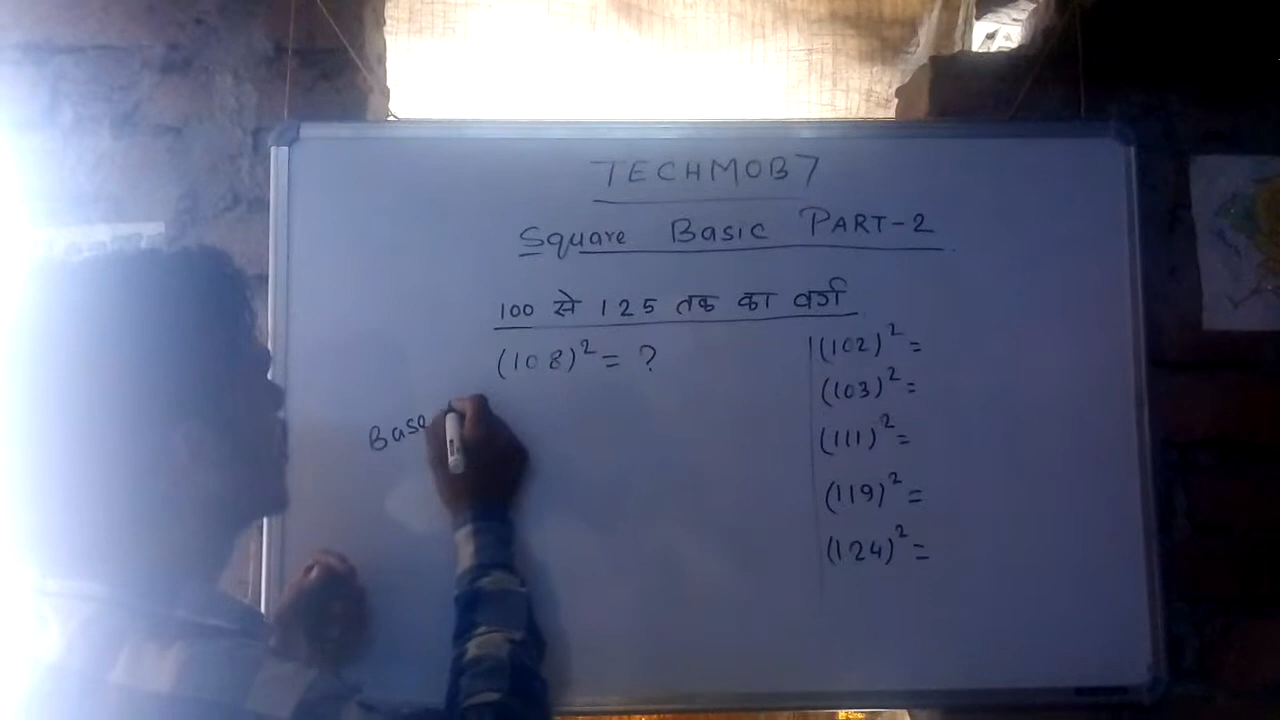 TECHMOB7
Square Basic PART-2
100 से 125 तक का वर्ग
(108)² = ?
Base
(102)² =
(103)² =
(111)² =
(119)² =
(124)² =